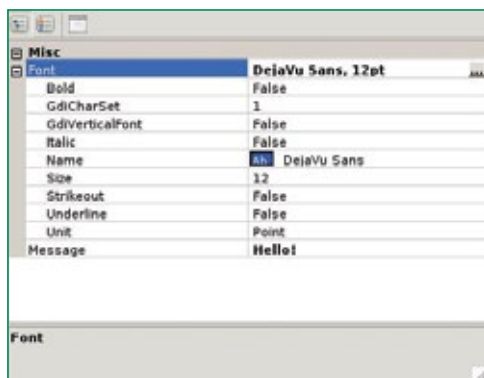 Misc
Font DejaVu Sans, 12pt ...
Bold False
GdiCharSet 1
GdiVerticalFont False
Italic False
Name Ab DejaVu Sans
Size 12
Strikeout False
Underline False
Unit Point
Message Hello!
Font